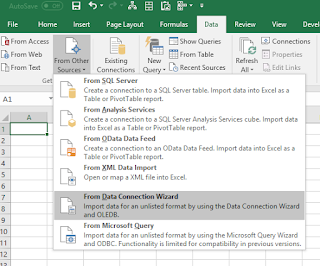 AutoSave Off
File Home Insert Page Layout Formulas Data Review
From Access
From Web
From Text
From Other Sources
Existing Connections
New Query
Show Queries
From Table
Recent Sources
Refresh All
Connections
Properties
Edit Links
A1
A
1
2
3
4
5
6
7
8
9
10
11
12
13
From SQL Server
Create a connection to a SQL Server table. Import data into Excel as a
Table or PivotTable report.
From Analysis Services
Create a connection to a SQL Server Analysis Services cube. Import data
into Excel as a Table or PivotTable report.
From OData Data Feed
Create a connection to an OData Data Feed. Import data into Excel as a
Table or PivotTable report.
From XML Data Import
Open or map a XML file into Excel.
From Data Connection Wizard
Import data for an unlisted format by using the Data Connection Wizard
and OLEDB.
From Microsoft Query
Import data for an unlisted format by using the Microsoft Query Wizard
and ODBC. Functionality is limited for compatibility in previous versions.